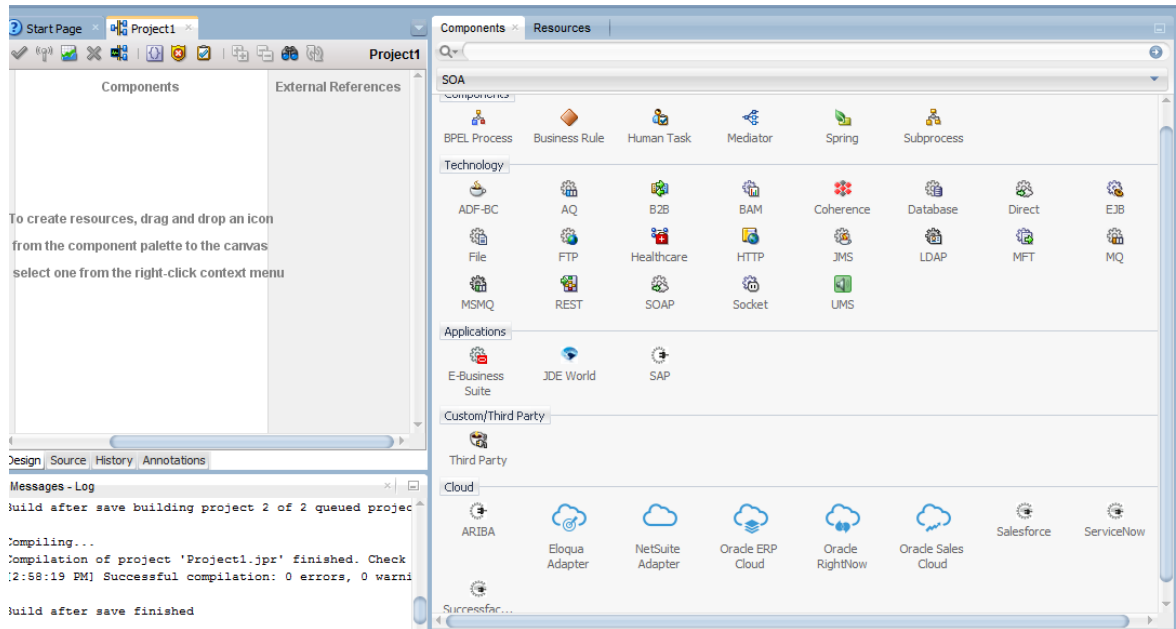 Start Page Project1
Project1
Components External References
To create resources, drag and drop an icon
from the component palette to the canvas
select one from the right-click context menu
Design Source History Annotations
Messages - Log
Build after save building project 2 of 2 queued projec
Compiling...
Compilation of project 'Project1.jpr' finished. Check
[2:58:19 PM] Successful compilation: 0 errors, 0 warni
Build after save finished
Components Resources
SOA
Components
BPEL Process Business Rule Human Task Mediator Spring Subprocess
Technology
ADF-BC AQ B2B BAM Coherence Database Direct EJB
File FTP Healthcare HTTP JMS LDAP MFT MQ
MSMQ REST SOAP Socket UMS
Applications
E-Business Suite JDE World SAP
Custom/Third Party
Third Party
Cloud
ARIBA Eloqua Adapter NetSuite Adapter Oracle ERP Cloud Oracle RightNow Oracle Sales Cloud Salesforce ServiceNow
Successfac...